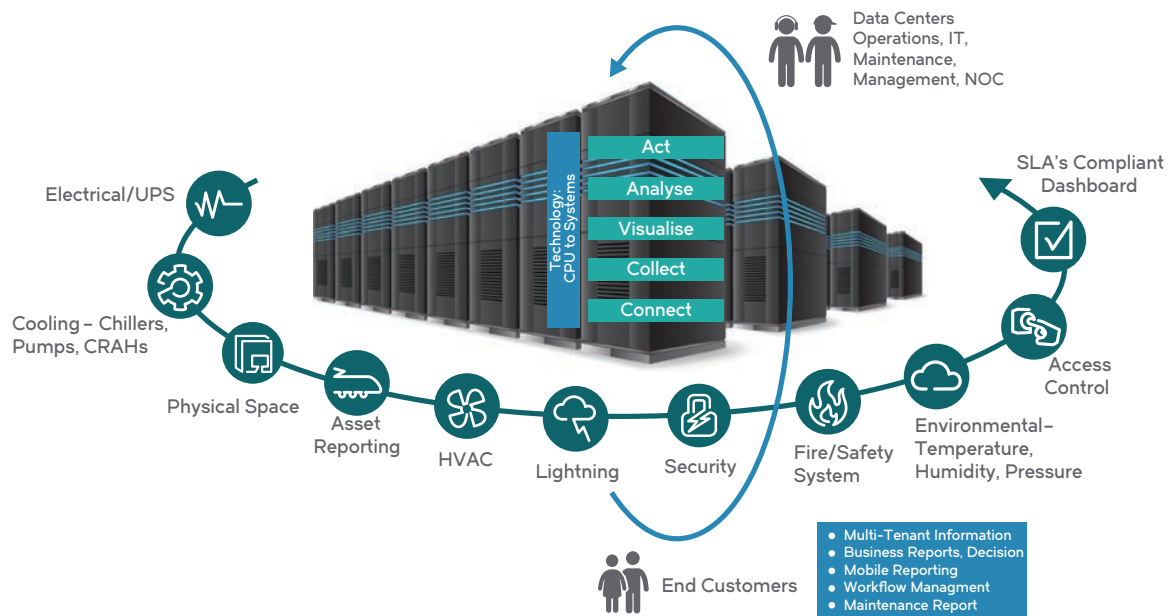 Data Centers
Operations, IT,
Maintenance,
Management, NOC
Technology:
CPU to Systems
Act
Analyse
Visualise
Collect
Connect
Electrical/UPS
Cooling – Chillers,
Pumps, CRAHs
Physical Space
Asset
Reporting
HVAC
Lightning
Security
Fire/Safety
System
Environmental–
Temperature,
Humidity, Pressure
Access
Control
SLA's Compliant
Dashboard
End Customers
• Multi-Tenant Information
• Business Reports, Decision
• Mobile Reporting
• Workflow Managment
• Maintenance Report